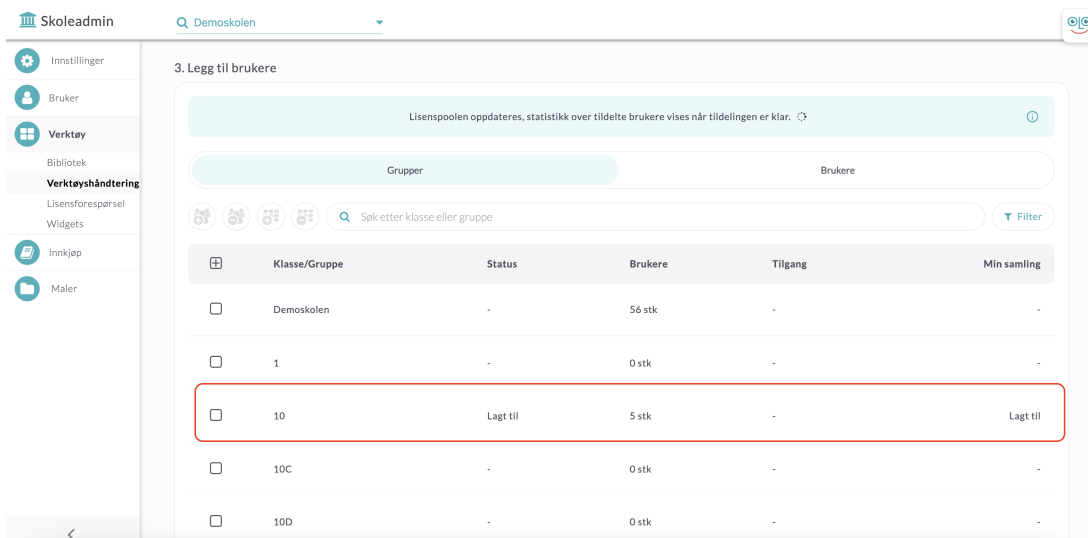 Skoleadmin
Demoskolen
Innstillinger
Bruker
Verktøy
Bibliotek
Verktøyshåndtering
Lisensforespørsel
Widgets
Innkjøp
Maler
3. Legg til brukere
Lisenspoolen oppdateres, statistikk over tildelte brukere vises når tildelingen er klar.
Grupper Brukere
Søk etter klasse eller gruppe
Filter
Klasse/Gruppe Status Brukere Tilgang Min samling
Demoskolen - 56 stk - -
1 - 0 stk - -
10 Lagt til 5 stk - Lagt til
10C - 0 stk - -
10D - 0 stk - -